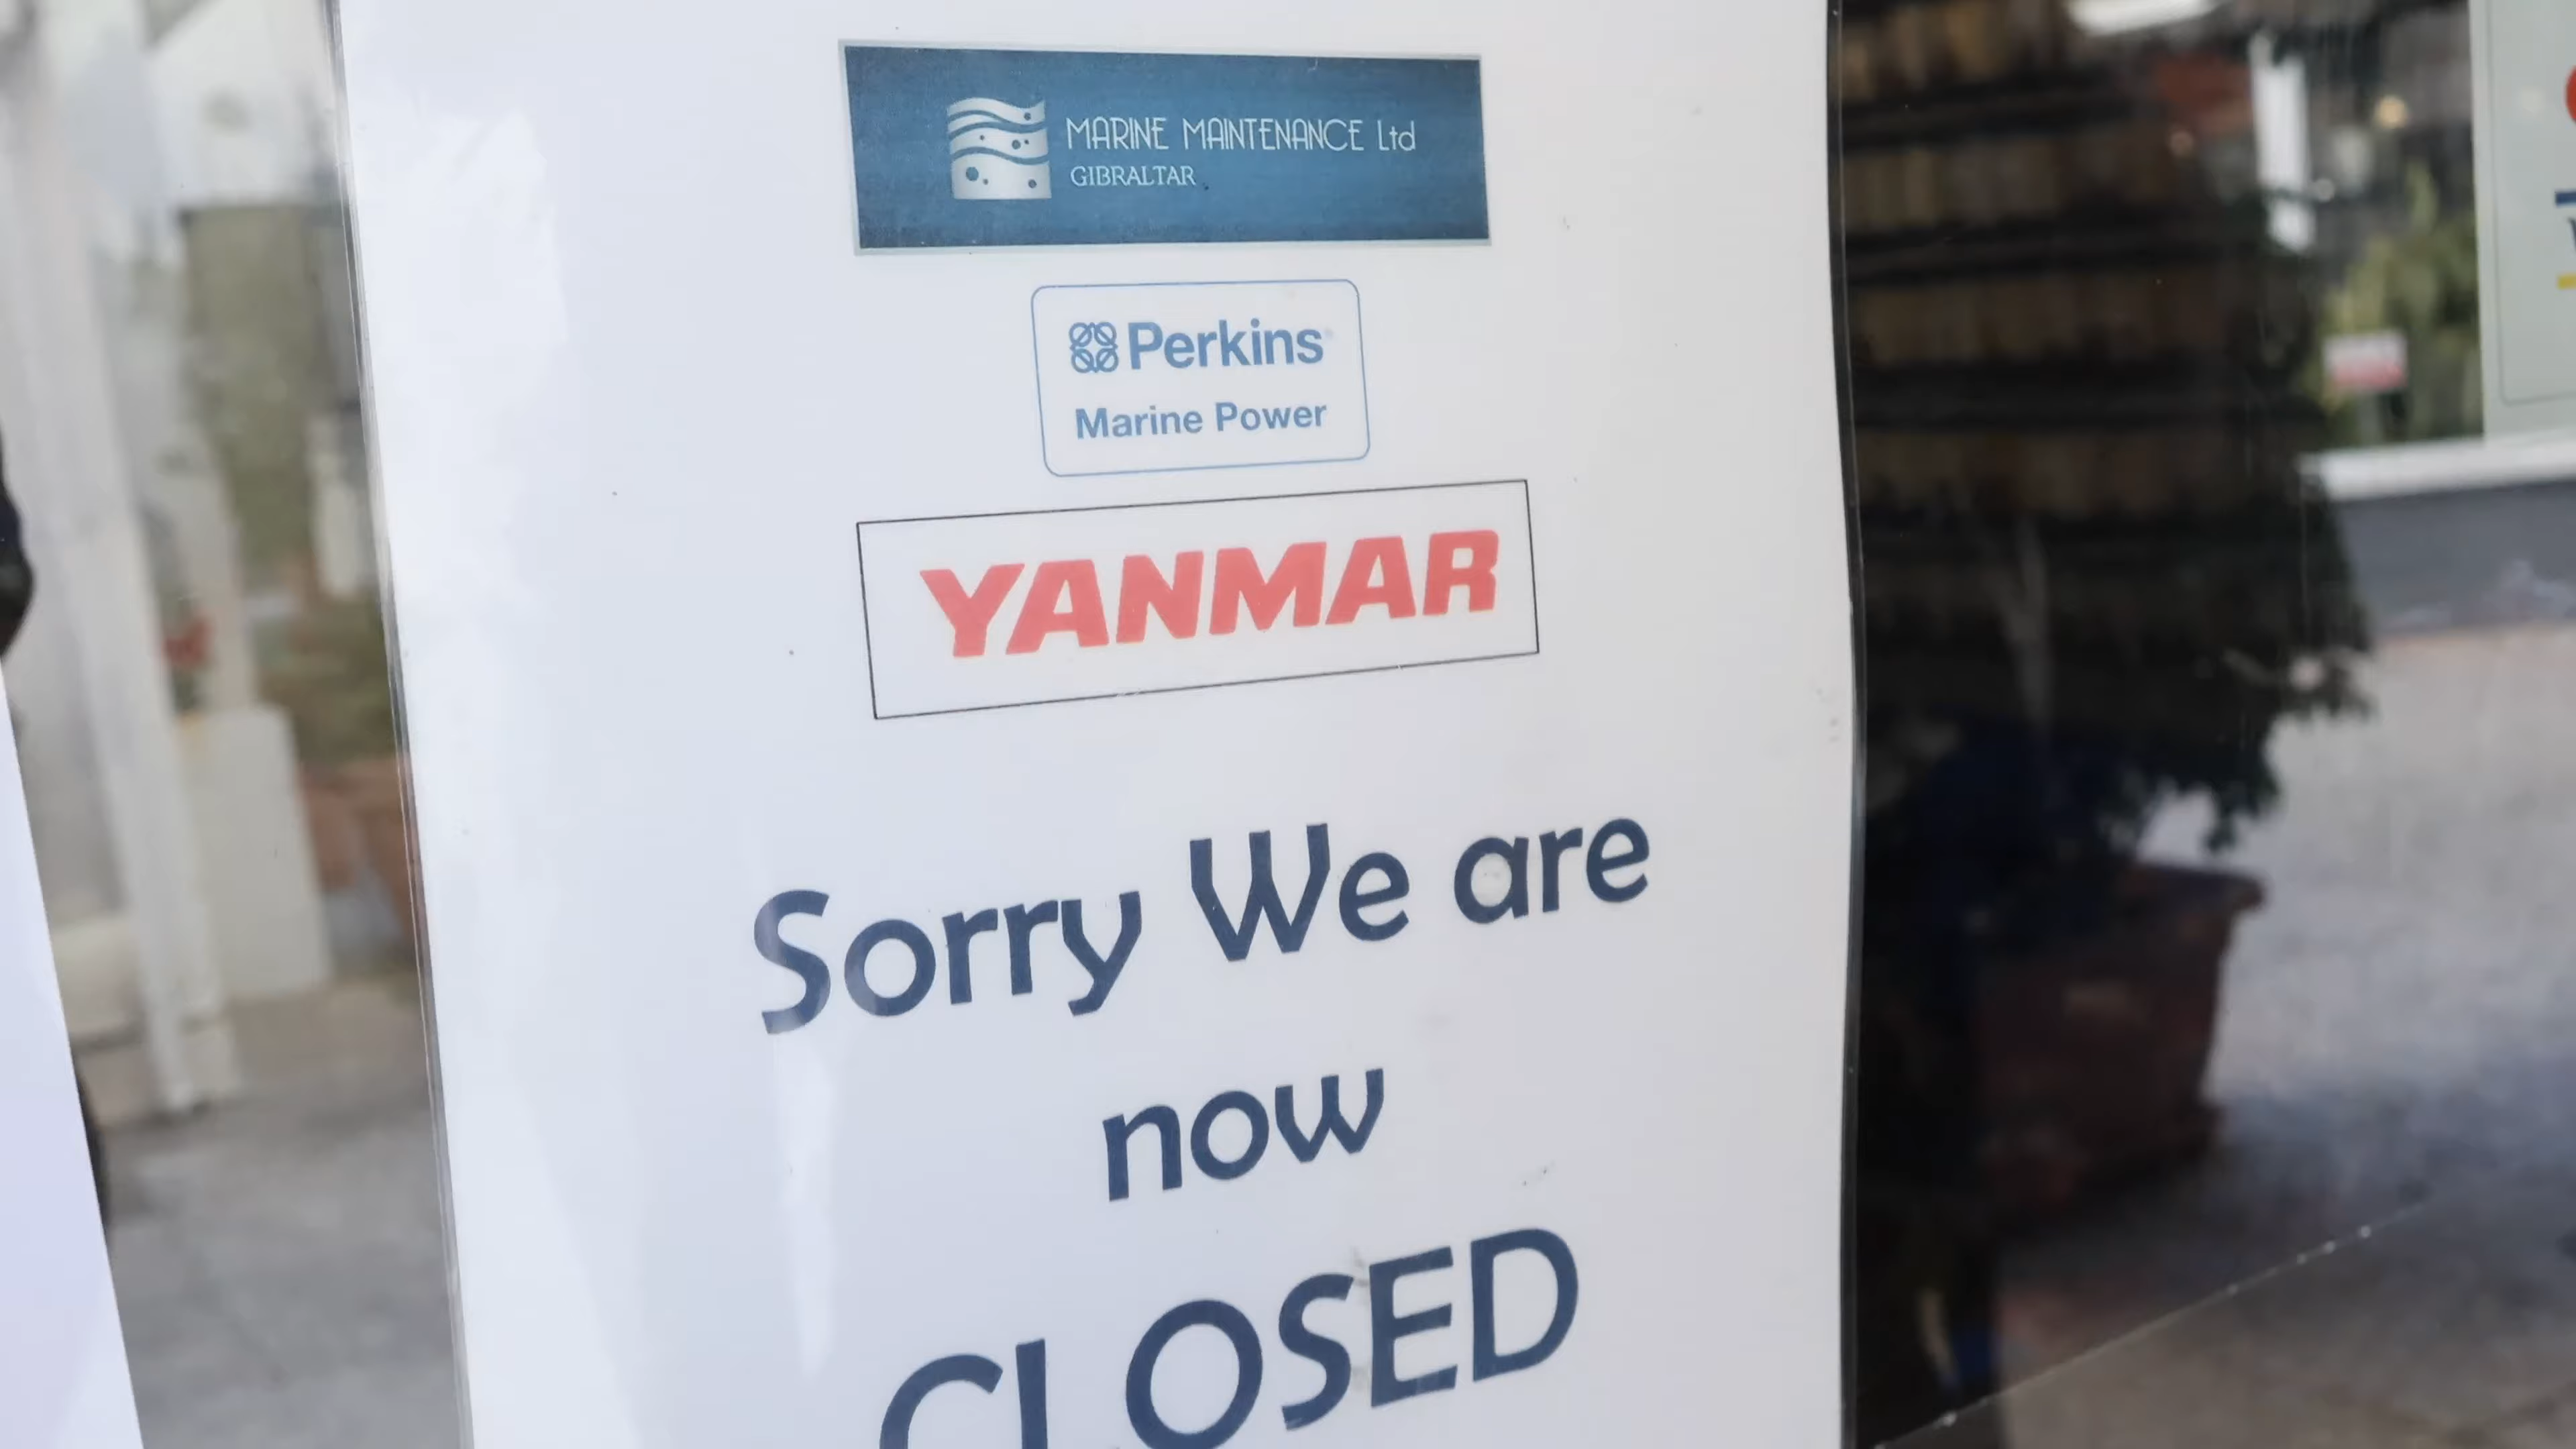 MARINE MAINTENANCE Ltd
GIBRALTAR
Perkins
Marine Power
YANMAR
Sorry We are
now
CLOSED